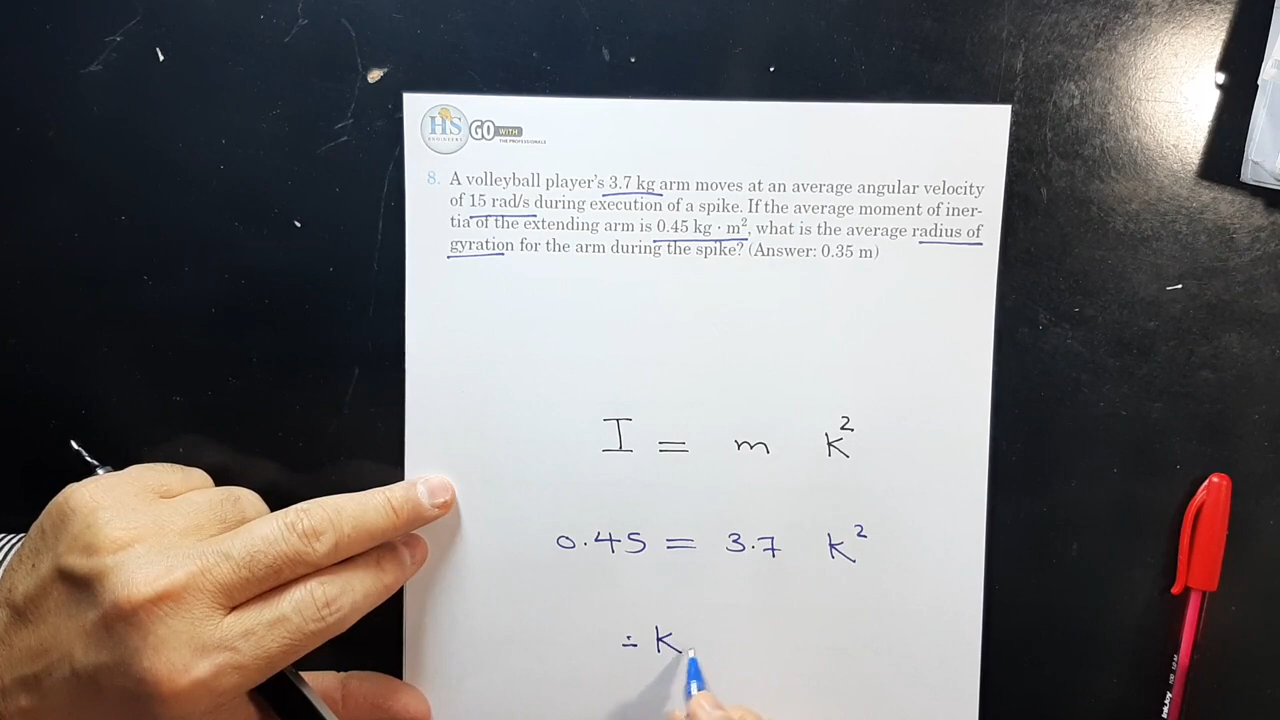 HS
ENGINEERS
GO WITH
THE PROFESSIONALS
8. A volleyball player's 3.7 kg arm moves at an average angular velocity
of 15 rad/s during execution of a spike. If the average moment of iner-
tia of the extending arm is 0.45 kg · m², what is the average radius of
gyration for the arm during the spike? (Answer: 0.35 m)
I = m K²
0.45 = 3.7 K²
∴ K